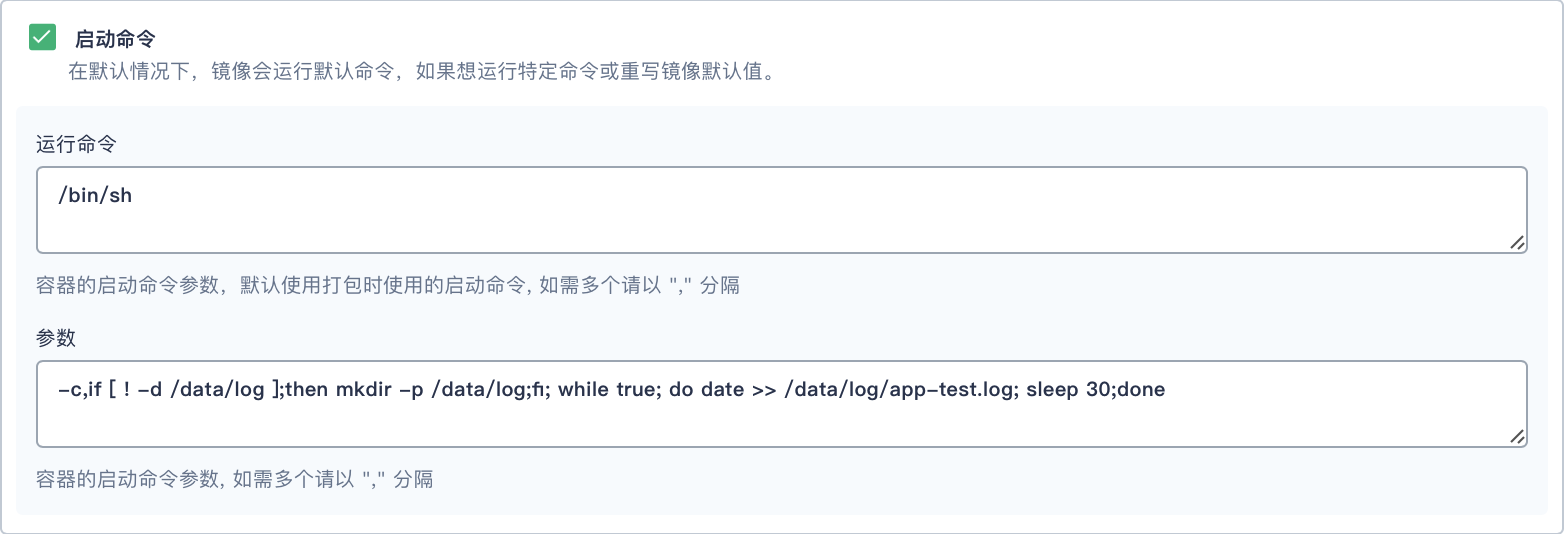 启动命令
在默认情况下，镜像会运行默认命令，如果想运行特定命令或重写镜像默认值。
运行命令
/bin/sh
容器的启动命令参数，默认使用打包时使用的启动命令, 如需多个请以 "," 分隔
参数
-c,if [ ! -d /data/log ];then mkdir -p /data/log;fi; while true; do date >> /data/log/app-test.log; sleep 30;done
容器的启动命令参数, 如需多个请以 "," 分隔